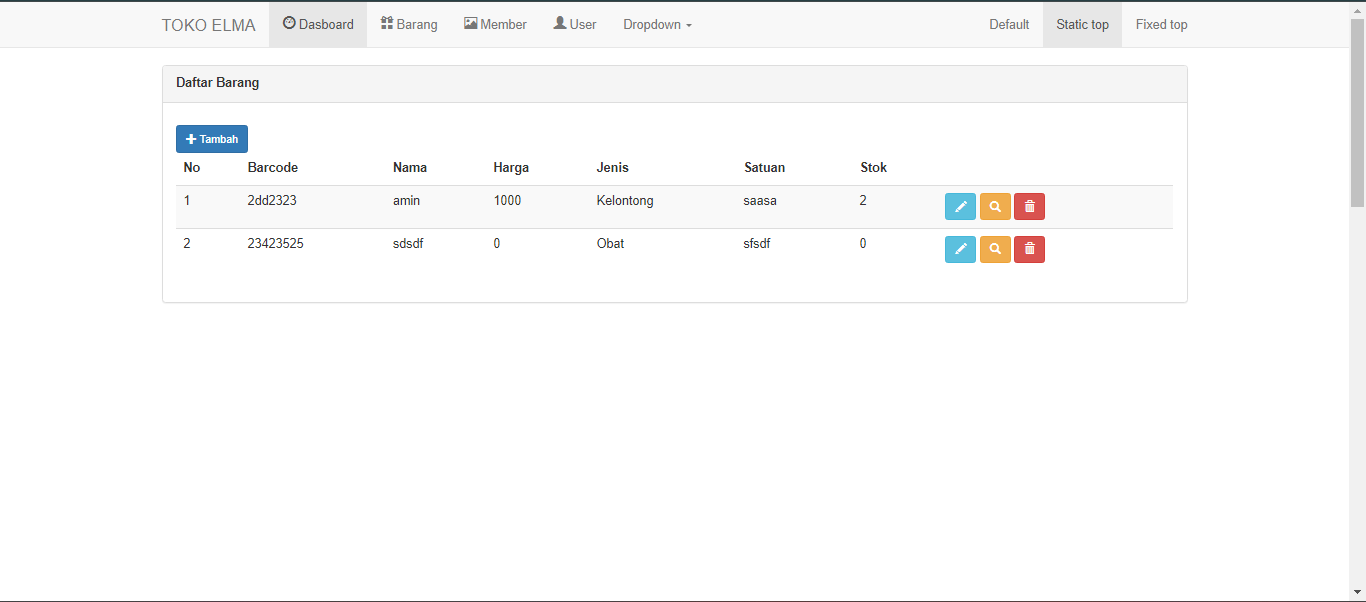 TOKO ELMA Dasboard Barang Member User Dropdown Default Static top Fixed top
Daftar Barang
Tambah
No Barcode Nama Harga Jenis Satuan Stok
1 2dd2323 amin 1000 Kelontong saasa 2
2 23423525 sdsdf 0 Obat sfsdf 0